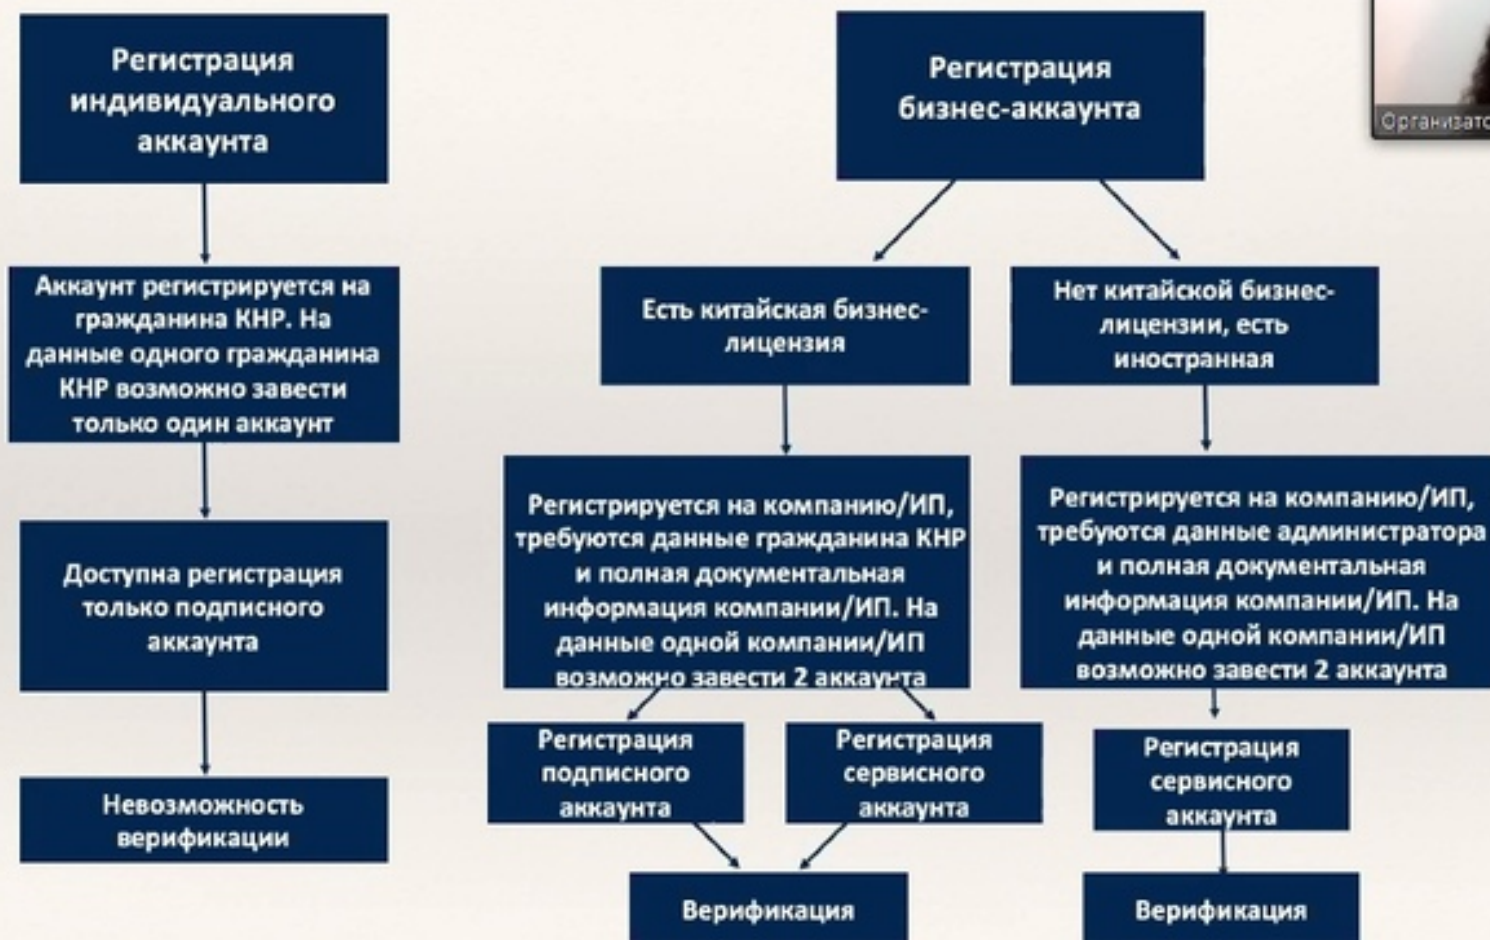 Регистрация
индивидуального
аккаунта
Аккаунт регистрируется на
гражданина КНР. На
данные одного гражданина
КНР возможно завести
только один аккаунт
Доступна регистрация
только подписного
аккаунта
Невозможность
верификации
Регистрация
бизнес-аккаунта
Есть китайская бизнес-
лицензия
Регистрируется на компанию/ИП,
требуются данные гражданина КНР
и полная документальная
информация компании/ИП. На
данные одной компании/ИП
возможно завести 2 аккаунта
Регистрация
подписного
аккаунта
Регистрация
сервисного
аккаунта
Верификация
Нет китайской бизнес-
лицензии, есть
иностранная
Регистрируется на компанию/ИП,
требуются данные администратора
и полная документальная
информация компании/ИП. На
данные одной компании/ИП
возможно завести 2 аккаунта
Регистрация
сервисного
аккаунта
Верификация